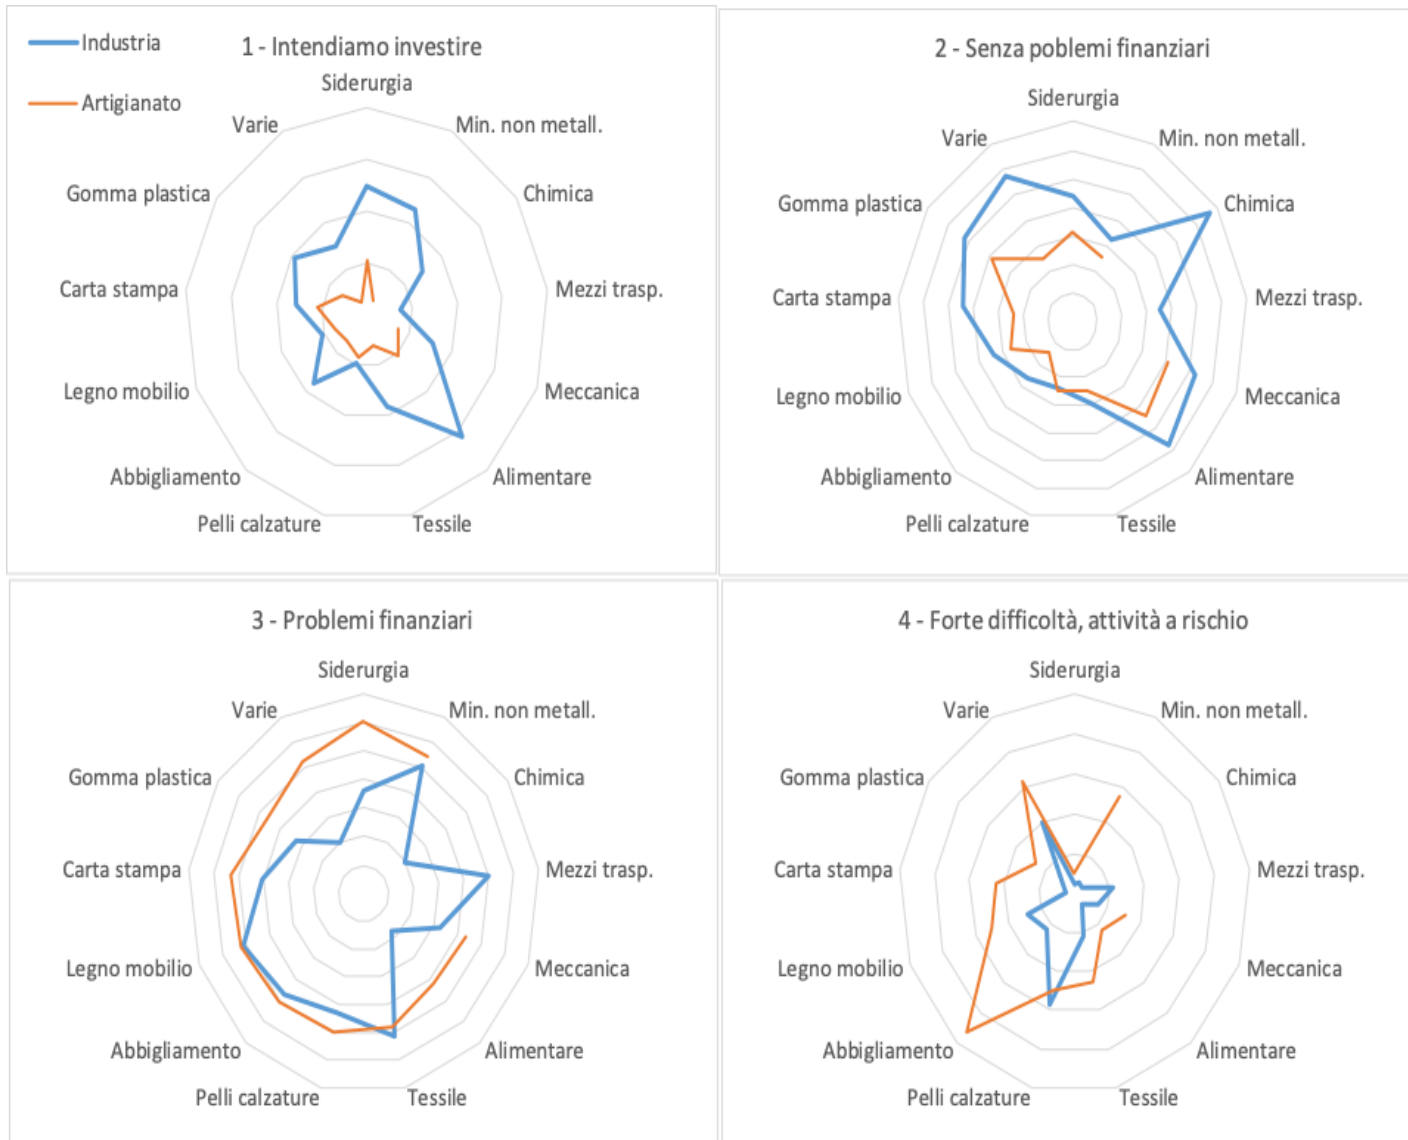 Industria
Artigianato
1 - Intendiamo investire
Siderurgia
Min. non metall.
Chimica
Mezzi trasp.
Meccanica
Alimentare
Tessile
Pelli calzature
Abbigliamento
Legno mobilio
Carta stampa
Gomma plastica
Varie
2 - Senza poblemi finanziari
Siderurgia
Min. non metall.
Chimica
Mezzi trasp.
Meccanica
Alimentare
Tessile
Pelli calzature
Abbigliamento
Legno mobilio
Carta stampa
Gomma plastica
Varie
3 - Problemi finanziari
Siderurgia
Min. non metall.
Chimica
Mezzi trasp.
Meccanica
Alimentare
Tessile
Pelli calzature
Abbigliamento
Legno mobilio
Carta stampa
Gomma plastica
Varie
4 - Forte difficoltà, attività a rischio
Siderurgia
Min. non metall.
Chimica
Mezzi trasp.
Meccanica
Alimentare
Tessile
Pelli calzature
Abbigliamento
Legno mobilio
Carta stampa
Gomma plastica
Varie